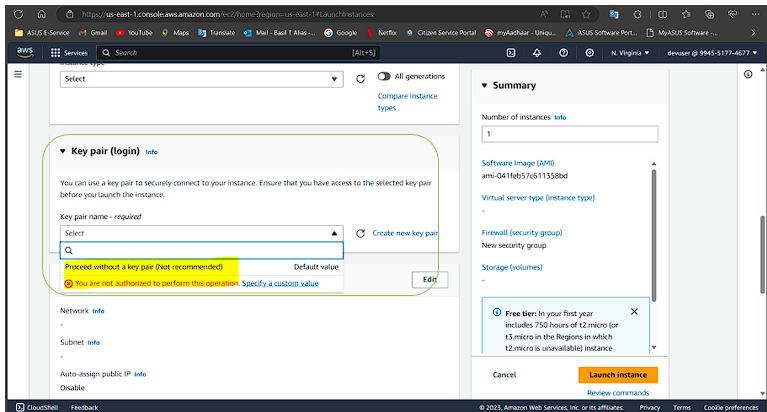 https://us-east-1.console.aws.amazon.com/ec2/home?region=us-east-1#LaunchInstances:
ASUS E-Service Gmail YouTube Maps Translate Mail - Basil T Alias -... Google Netflix Citizen Service Portal myAadhaar - Uniqu... ASUS Software Port... MyASUS Software -...
aws Services Search [Alt+S] N. Virginia devuser @ 9945-5177-4677
Instance type
Select
All generations
Compare instance
types
Key pair (login) Info
You can use a key pair to securely connect to your instance. Ensure that you have access to the selected key pair
before you launch the instance.
Key pair name - required
Select
Create new key pair
Proceed without a key pair (Not recommended) Default value
You are not authorized to perform this operation. Specify a custom value
Edit
Network Info
-
Subnet Info
-
Auto-assign public IP Info
Disable
Summary
Number of instances Info
1
Software Image (AMI)
ami-041feb57c611358bd
Virtual server type (instance type)
-
Firewall (security group)
New security group
Storage (volumes)
-
Free tier: In your first year
includes 750 hours of t2.micro (or
t3.micro in the Regions in which
t2.micro is unavailable) instance
Cancel
Launch instance
Review commands
CloudShell Feedback © 2023, Amazon Web Services, Inc. or its affiliates. Privacy Terms Cookie preferences